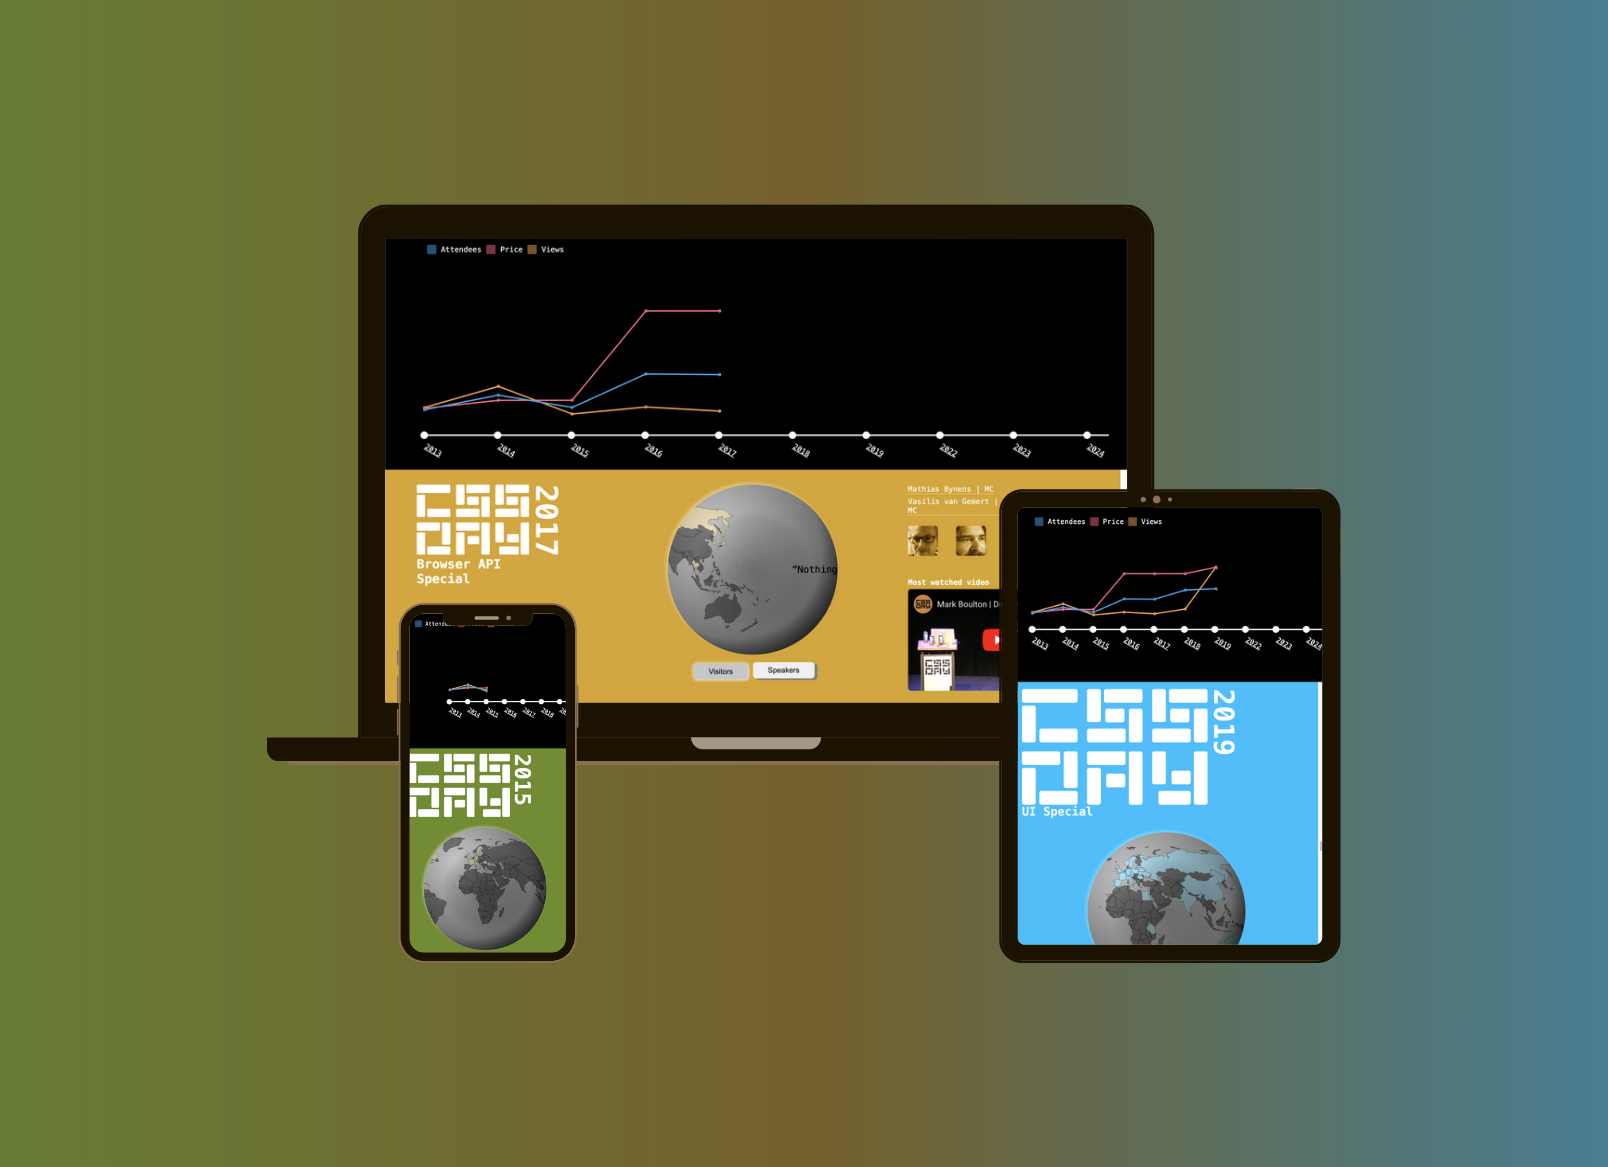 Attendees Price Views
2013 2014 2015 2016 2017 2018 2019 2022 2023 2024
CSS
DAY
2017
Browser API
Special
"Nothing
Visitors
Speakers
Mathias Bynens | MC
Vasilis van Gemert |
MC
Most watched video
Mark Boulton | D
CSS
DAY
Attend
2013 2014 2015 2016 2017 2018 20
CSS
DAY
2015
Attendees Price Views
2013 2014 2015 2016 2017 2018 2019 2022 2023 2024
CSS
DAY
2019
UI Special